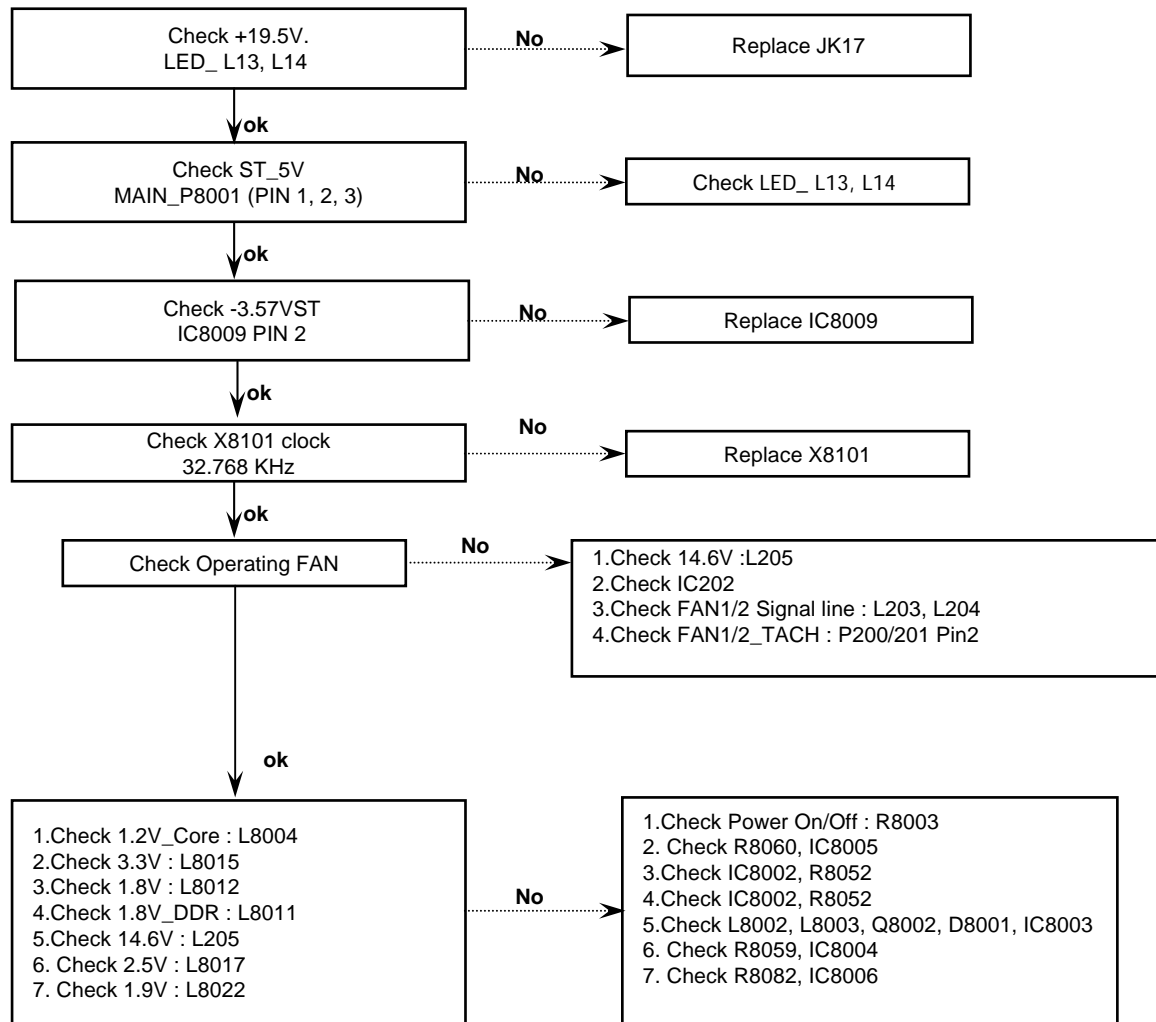 Check +19.5V.
LED_ L13, L14
No
Replace JK17
ok
Check ST_5V
MAIN_P8001 (PIN 1, 2, 3)
No
Check LED_ L13, L14
ok
Check -3.57VST
IC8009 PIN 2
No
Replace IC8009
ok
Check X8101 clock
32.768 KHz
No
Replace X8101
ok
Check Operating FAN
No
1.Check 14.6V :L205
2.Check IC202
3.Check FAN1/2 Signal line : L203, L204
4.Check FAN1/2_TACH : P200/201 Pin2
ok
1.Check 1.2V_Core : L8004
2.Check 3.3V : L8015
3.Check 1.8V : L8012
4.Check 1.8V_DDR : L8011
5.Check 14.6V : L205
6. Check 2.5V : L8017
7. Check 1.9V : L8022
No
1.Check Power On/Off : R8003
2. Check R8060, IC8005
3.Check IC8002, R8052
4.Check IC8002, R8052
5.Check L8002, L8003, Q8002, D8001, IC8003
6. Check R8059, IC8004
7. Check R8082, IC8006